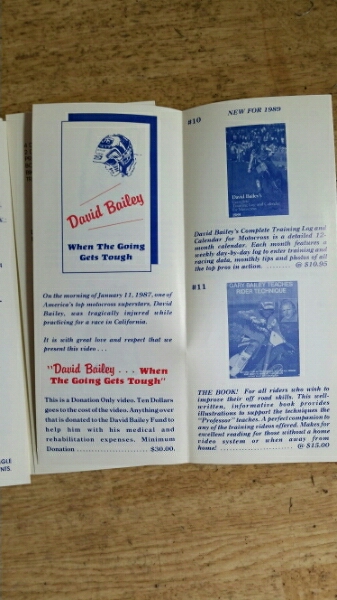 David Bailey
When The Going
Gets Tough
On the morning of January 11, 1987, one of
America's top motocross superstars, David
Bailey, was tragically injured while
practicing for a race in California.
It is with great love and respect that we
present this video . . .
"David Bailey . . . When
The Going Gets Tough"
This is a Donation Only video. Ten Dollars
goes to the cost of the video. Anything over
that is donated to the David Bailey Fund to
help him with his medical and
rehabilitation expenses. Minimum
Donation ........................ $30.00.
#10
NEW FOR 1989
David Bailey's
David Bailey's Complete Training Log and
Calendar for Motocross is a detailed 12-
month calendar. Each month features a
weekly day-by-day log to enter training and
racing data, monthly tips and photos of all
the top pros in action. ........ @ $10.95
#11
GARY BAILEY TEACHES
RIDER TECHNIQUE
THE BOOK! For all riders who wish to
improve their off road skills. This well-
written, informative book provides
illustrations to support the techniques the
"Professor" teaches. A perfect companion to
any of the training videos offered. Makes for
excellent reading for those without a home
video system or when away from
home! ........................ @ $15.00